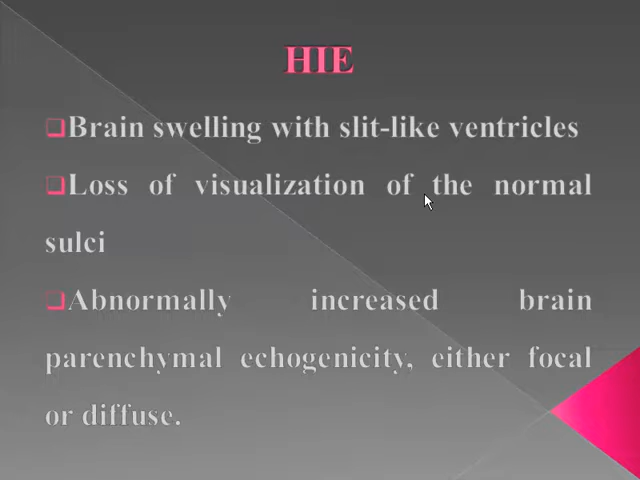 HIE
❑Brain swelling with slit-like ventricles
❑Loss of visualization of the normal
sulci
❑Abnormally increased brain
parenchymal echogenicity, either focal
or diffuse.